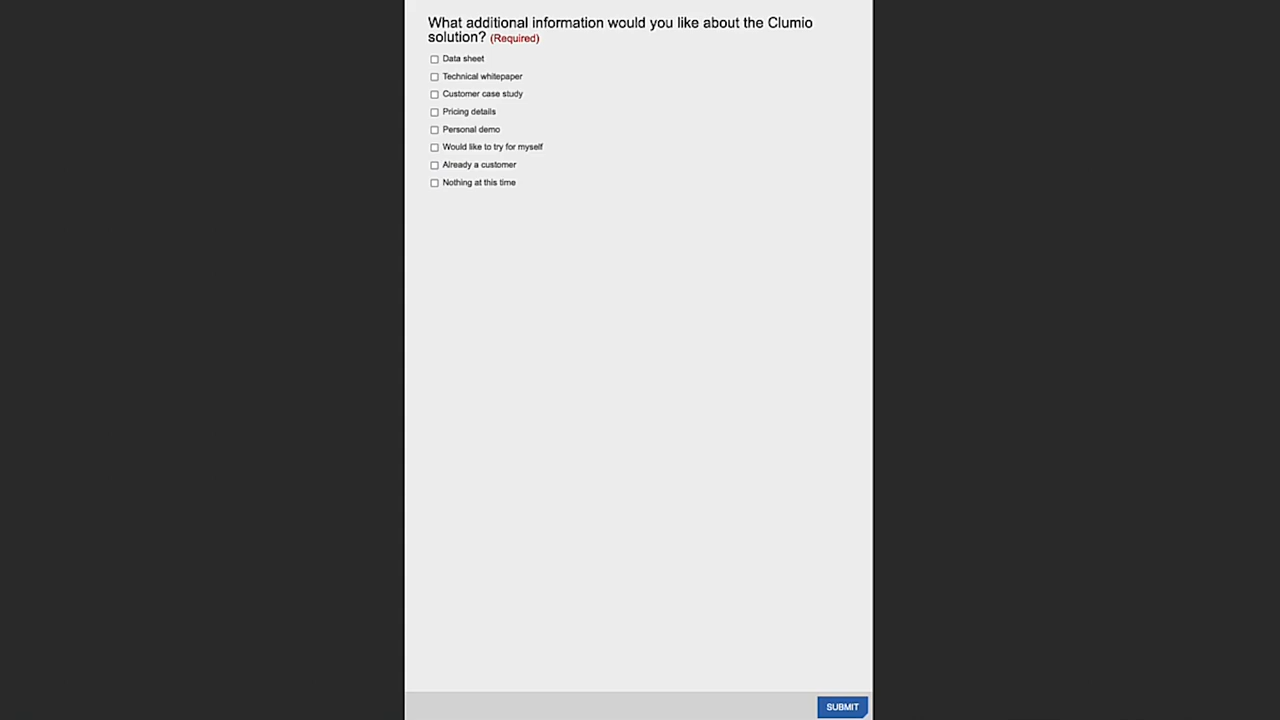 What additional information would you like about the Clumio
solution? (Required)
Data sheet
Technical whitepaper
Customer case study
Pricing details
Personal demo
Would like to try for myself
Already a customer
Nothing at this time
SUBMIT